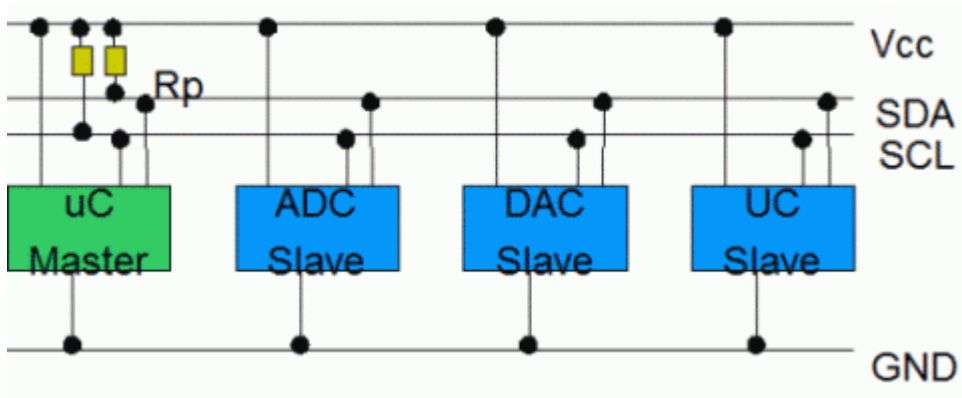 Vcc
Rp
SDA
SCL
uC
Master
ADC
Slave
DAC
Slave
UC
Slave
GND